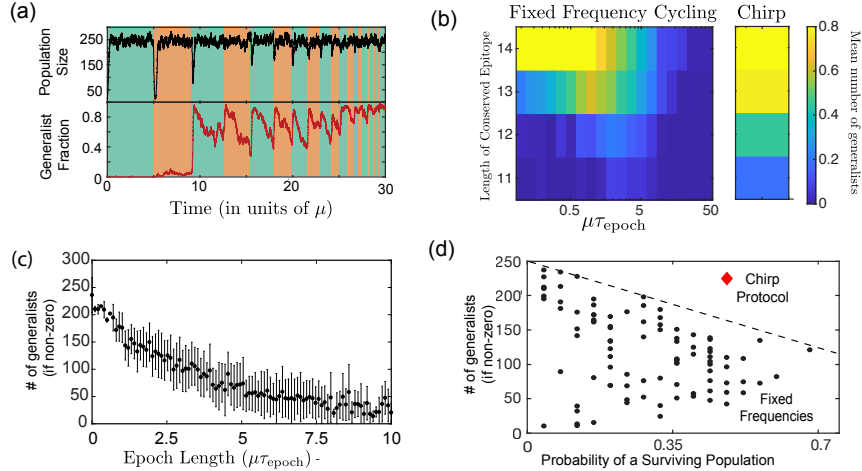 (a)
Population
Size
250
150
50
Generalist
Fraction
0.8
0.4
0
0
10
15
20
25
30
Time (in units of μ)
(b)
Fixed Frequency Cycling
Chirp
Length of Conserved Epitope
14
13
12
11
0.5
5
50
μτepoch
0.8
0.6
0.4
0.2
0
Mean number of generalists
(c)
# of generalists
(if non-zero)
300
250
200
150
100
50
0
0
2.5
5
7.5
10
Epoch Length (μτepoch) -
(d)
# of generalists
(if non-zero)
250
200
150
100
50
0
0
0.35
0.7
Chirp
Protocol
Fixed
Frequencies
Probability of a Surviving Population